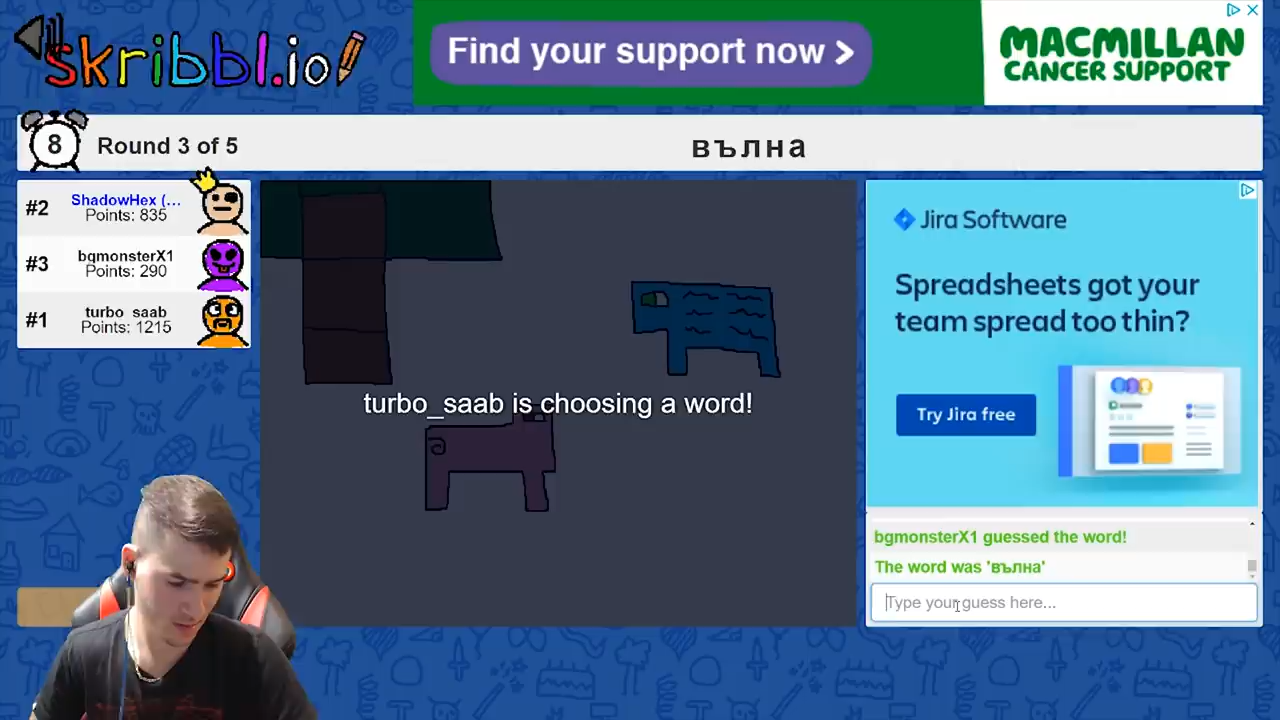 skribbl.io
Find your support now >
MACMILLAN
CANCER SUPPORT
8
Round 3 of 5
вълна
#2
ShadowHex (...
Points: 835
#3
bgmonsterX1
Points: 290
#1
turbo_saab
Points: 1215
turbo_saab is choosing a word!
Jira Software
Spreadsheets got your
team spread too thin?
Try Jira free
bgmonsterX1 guessed the word!
The word was 'вълна'
Type your guess here...